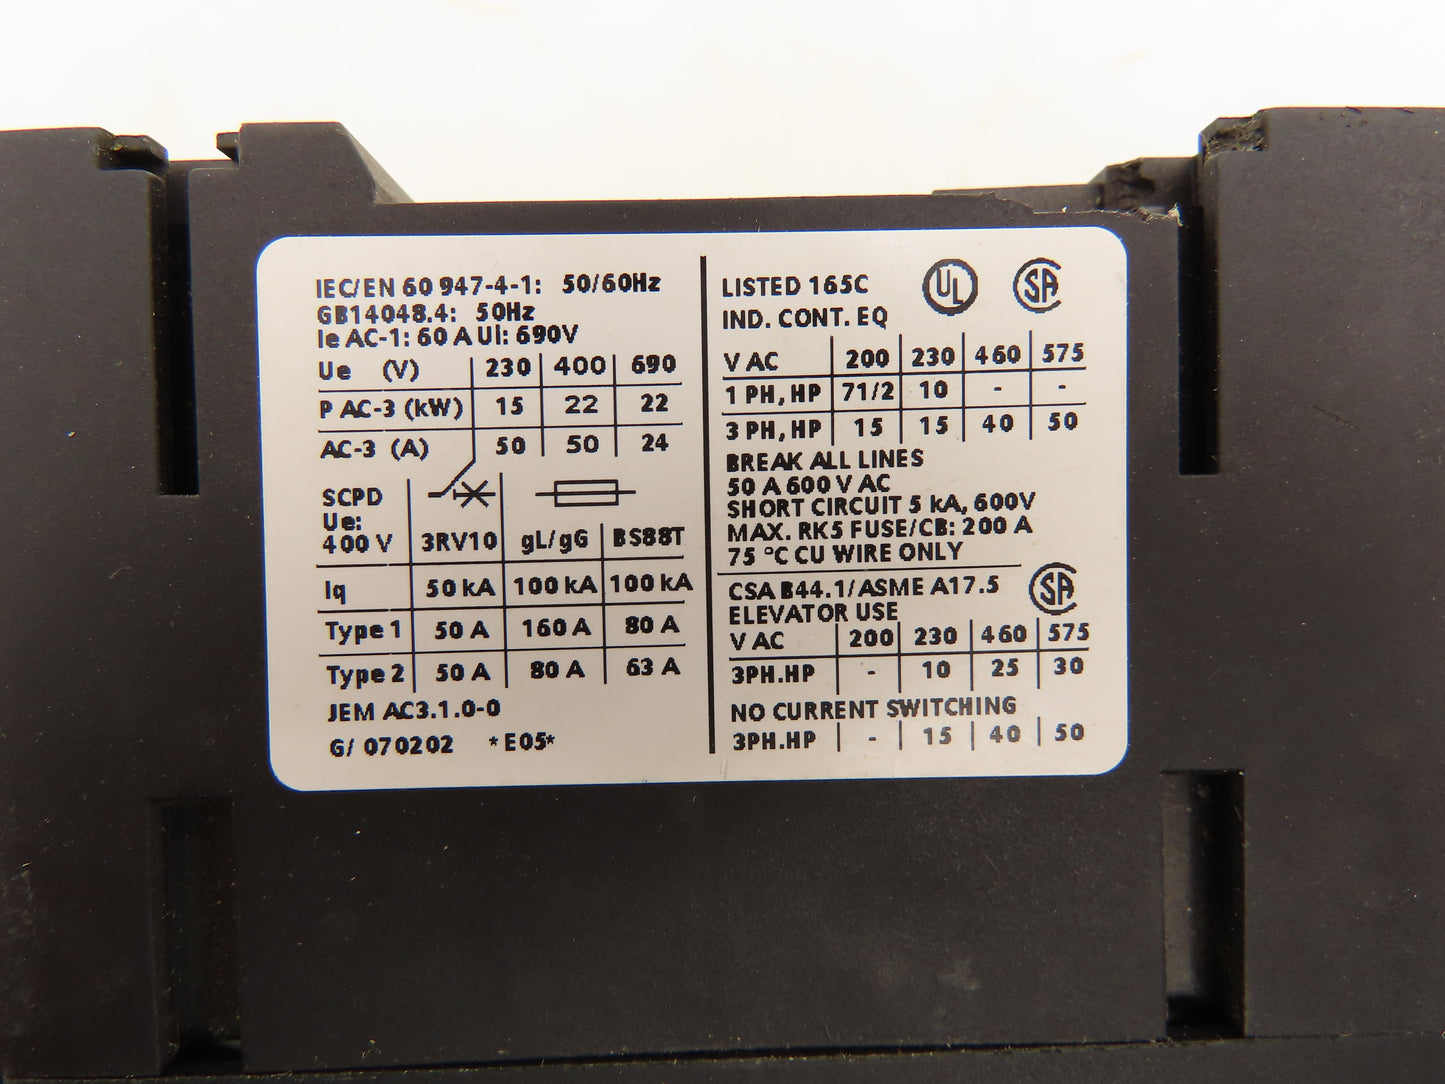 IEC/EN 60 947-4-1: 50/60Hz
GB14048.4: 50Hz
Ie AC-1: 60 A Ui: 690V
Ue (V) 230 400 690
P AC-3 (kW) 15 22 22
AC-3 (A) 50 50 24
SCPD
Ue:
400 V 3RV10 gL/gG BS88T
Iq 50 kA 100 kA 100 kA
Type 1 50 A 160 A 80 A
Type 2 50 A 80 A 63 A
JEM AC3.1.0-0
G/ 070202 *E05*
LISTED 165C UL SA
IND. CONT. EQ
V AC 200 230 460 575
1 PH, HP 71/2 10 - -
3 PH, HP 15 15 40 50
BREAK ALL LINES
50 A 600 V AC
SHORT CIRCUIT 5 kA, 600V
MAX. RK5 FUSE/CB: 200 A
75 °C CU WIRE ONLY
CSA B44.1/ASME A17.5 SA
ELEVATOR USE
V AC 200 230 460 575
3PH.HP - 10 25 30
NO CURRENT SWITCHING
3PH.HP - 15 40 50